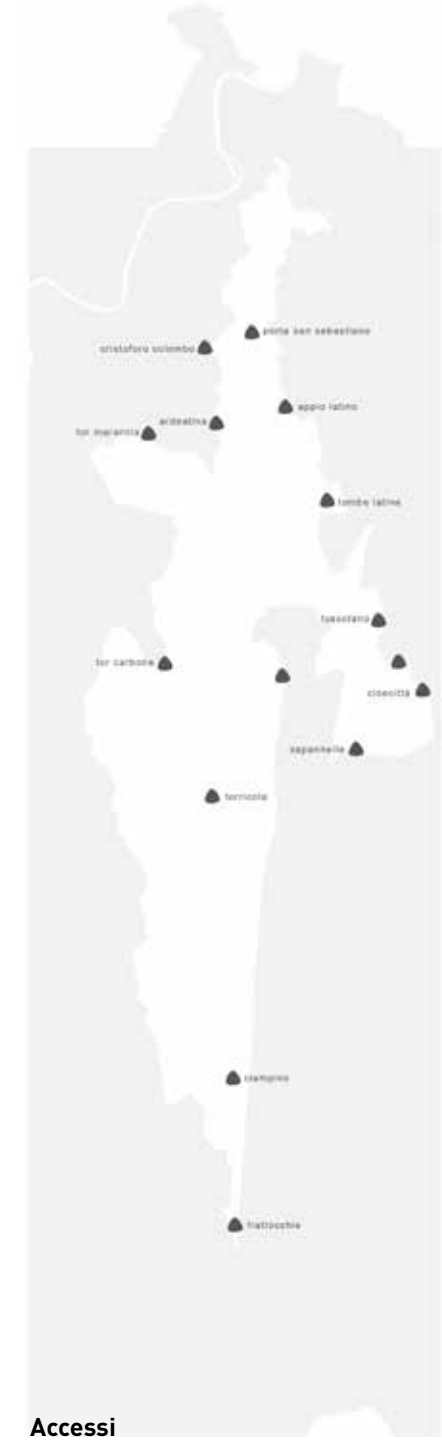 porta san sebastiano
cristoforo colombo
appio latino
ardeatina
tor marancia
tombe latine
tuscolana
tor carbone
cinecittà
capannelle
torricola
ciampino
frattocchie
Accessi